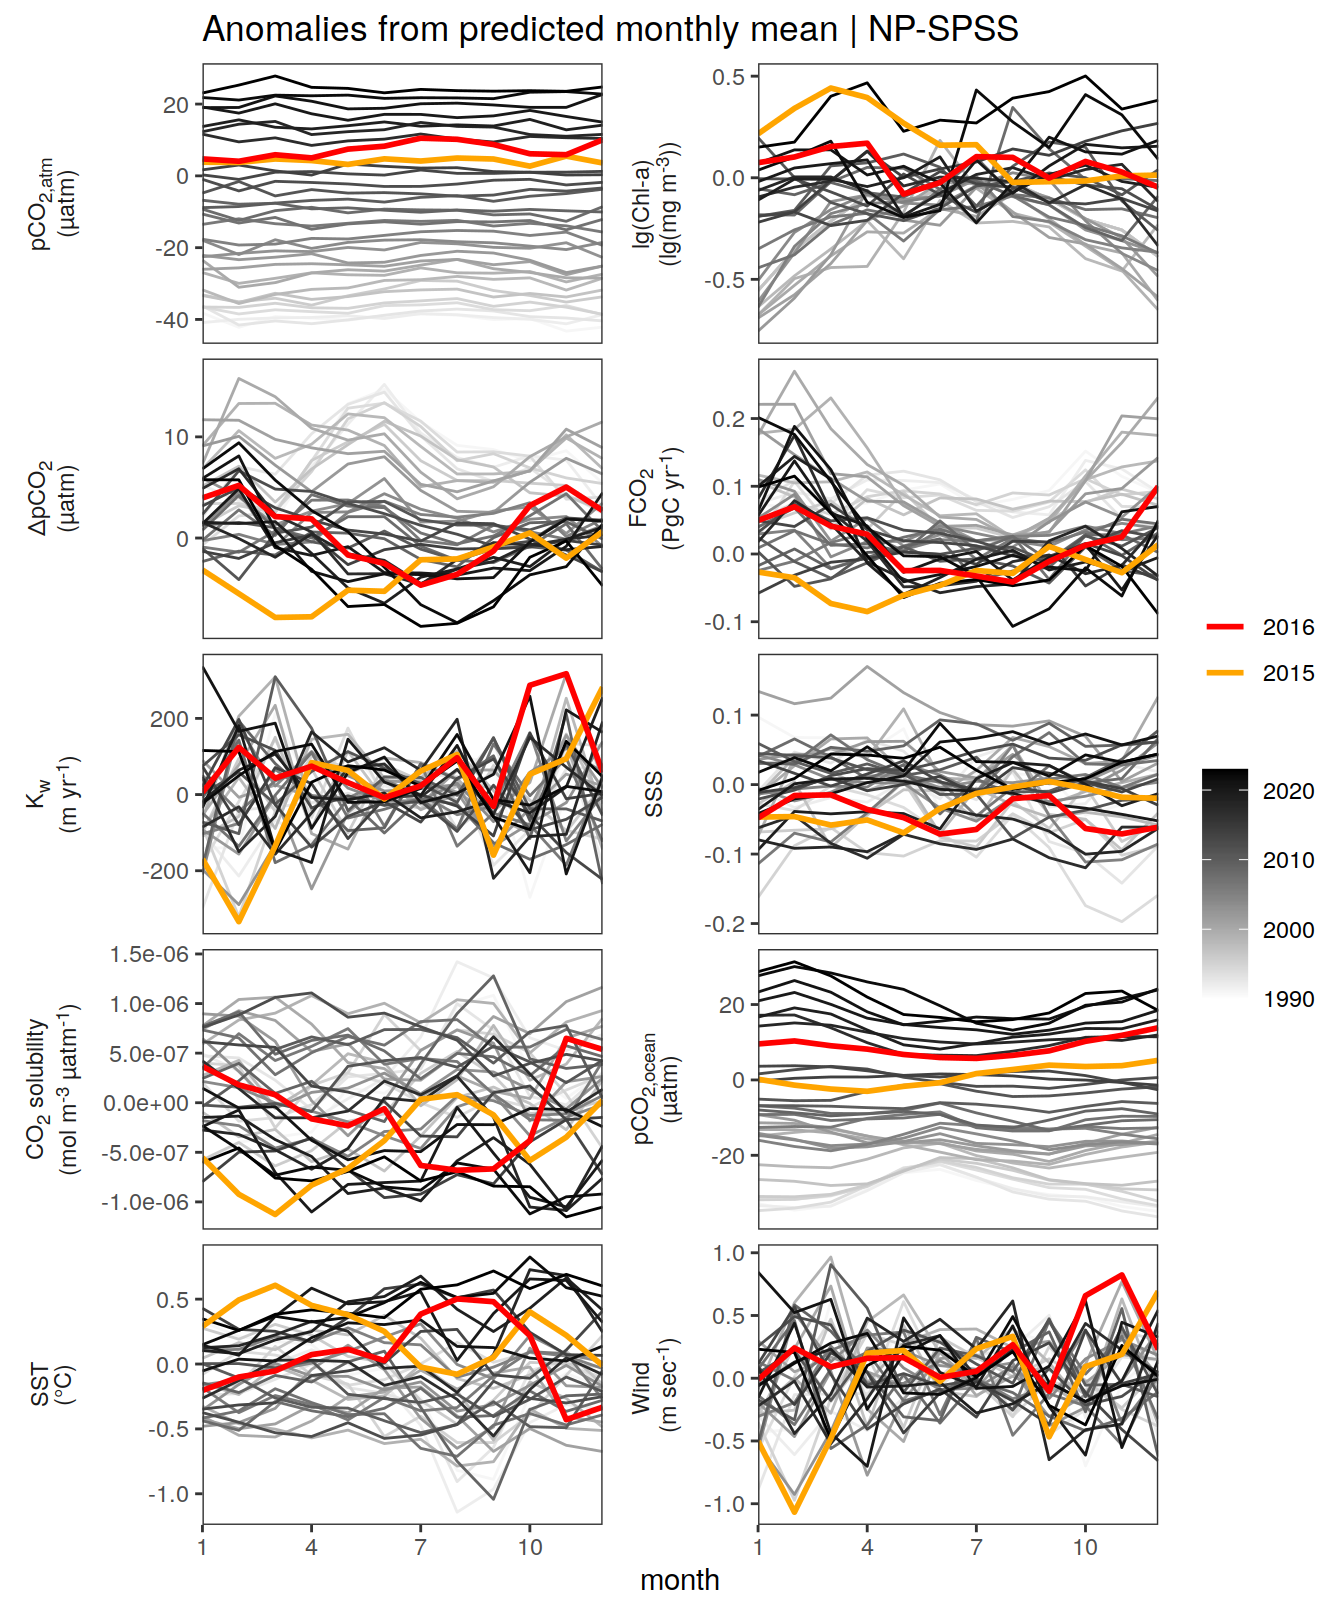 Anomalies from predicted monthly mean | NP-SPSS
pCO2,atm
(µatm)
20
0
-20
-40
lg(Chl-a)
(lg(mg m-3))
0.5
0.0
-0.5
ΔpCO2
(µatm)
10
0
FCO2
(PgC yr-1)
0.2
0.1
0.0
-0.1
Kw
(m yr-1)
200
0
-200
SSS
0.1
0.0
-0.1
-0.2
CO2 solubility
(mol m-3 µatm-1)
1.5e-06
1.0e-06
5.0e-07
0.0e+00
-5.0e-07
-1.0e-06
pCO2,ocean
(µatm)
20
0
-20
SST
(°C)
0.5
0.0
-0.5
-1.0
1 4 7 10
Wind
(m sec-1)
1.0
0.5
0.0
-0.5
-1.0
1 4 7 10
month
2016
2015
2020
2010
2000
1990